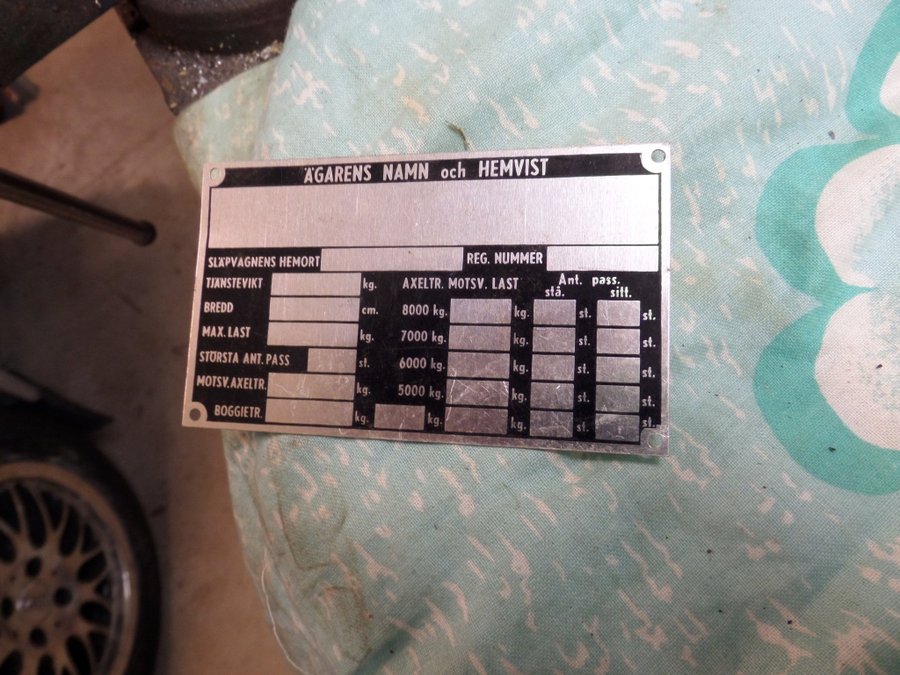 ÄGARENS NAMN och HEMVIST
SLÄPVAGNENS HEMORT REG. NUMMER
TJÄNSTEVIKT kg. AXELTR. MOTSV. LAST Ant. pass.
stå. sitt.
BREDD cm. 8000 kg. kg. st. st.
MAX. LAST kg. 7000 kg. kg. st. st.
STÖRSTA ANT. PASS st. 6000 kg. kg. st. st.
MOTSV. AXELTR. kg. 5000 kg. kg. st. st.
BOGGIETR. kg. kg. kg. st. st.